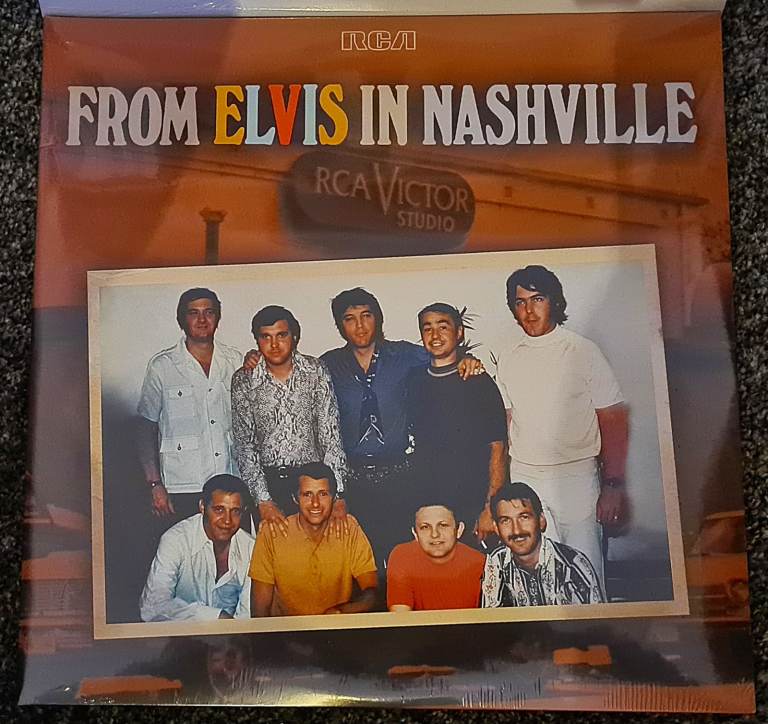 RCA
FROM ELVIS IN NASHVILLE
RCA VICTOR
STUDIO